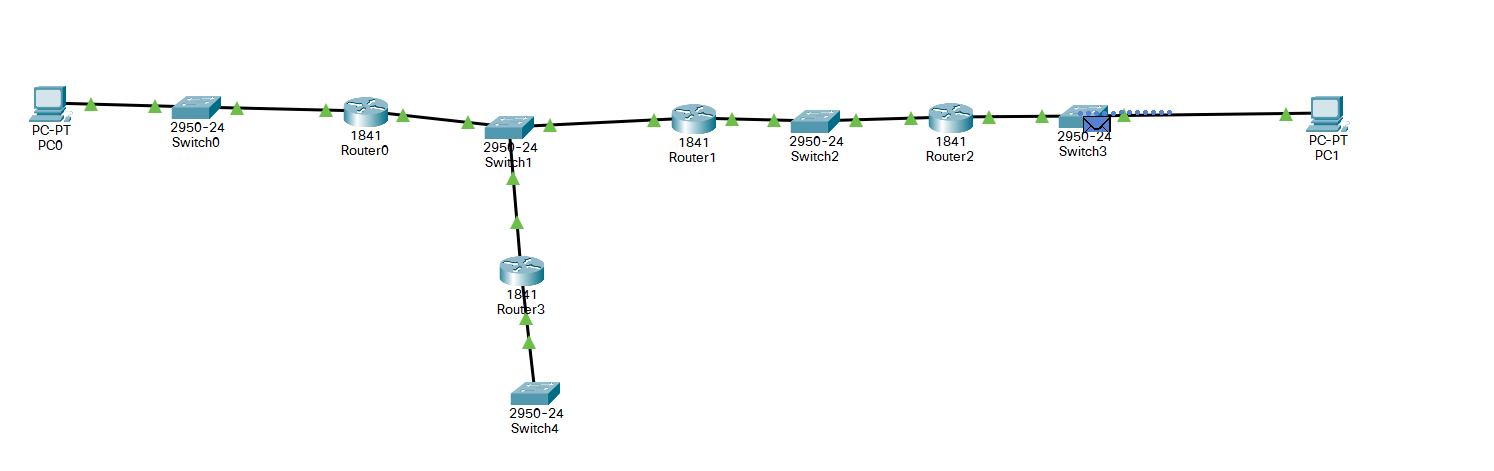 PC-PT
PC0
2950-24
Switch0
1841
Router0
2950-24
Switch1
1841
Router1
2950-24
Switch2
1841
Router2
2950-24
Switch3
PC-PT
PC1
1841
Router3
2950-24
Switch4